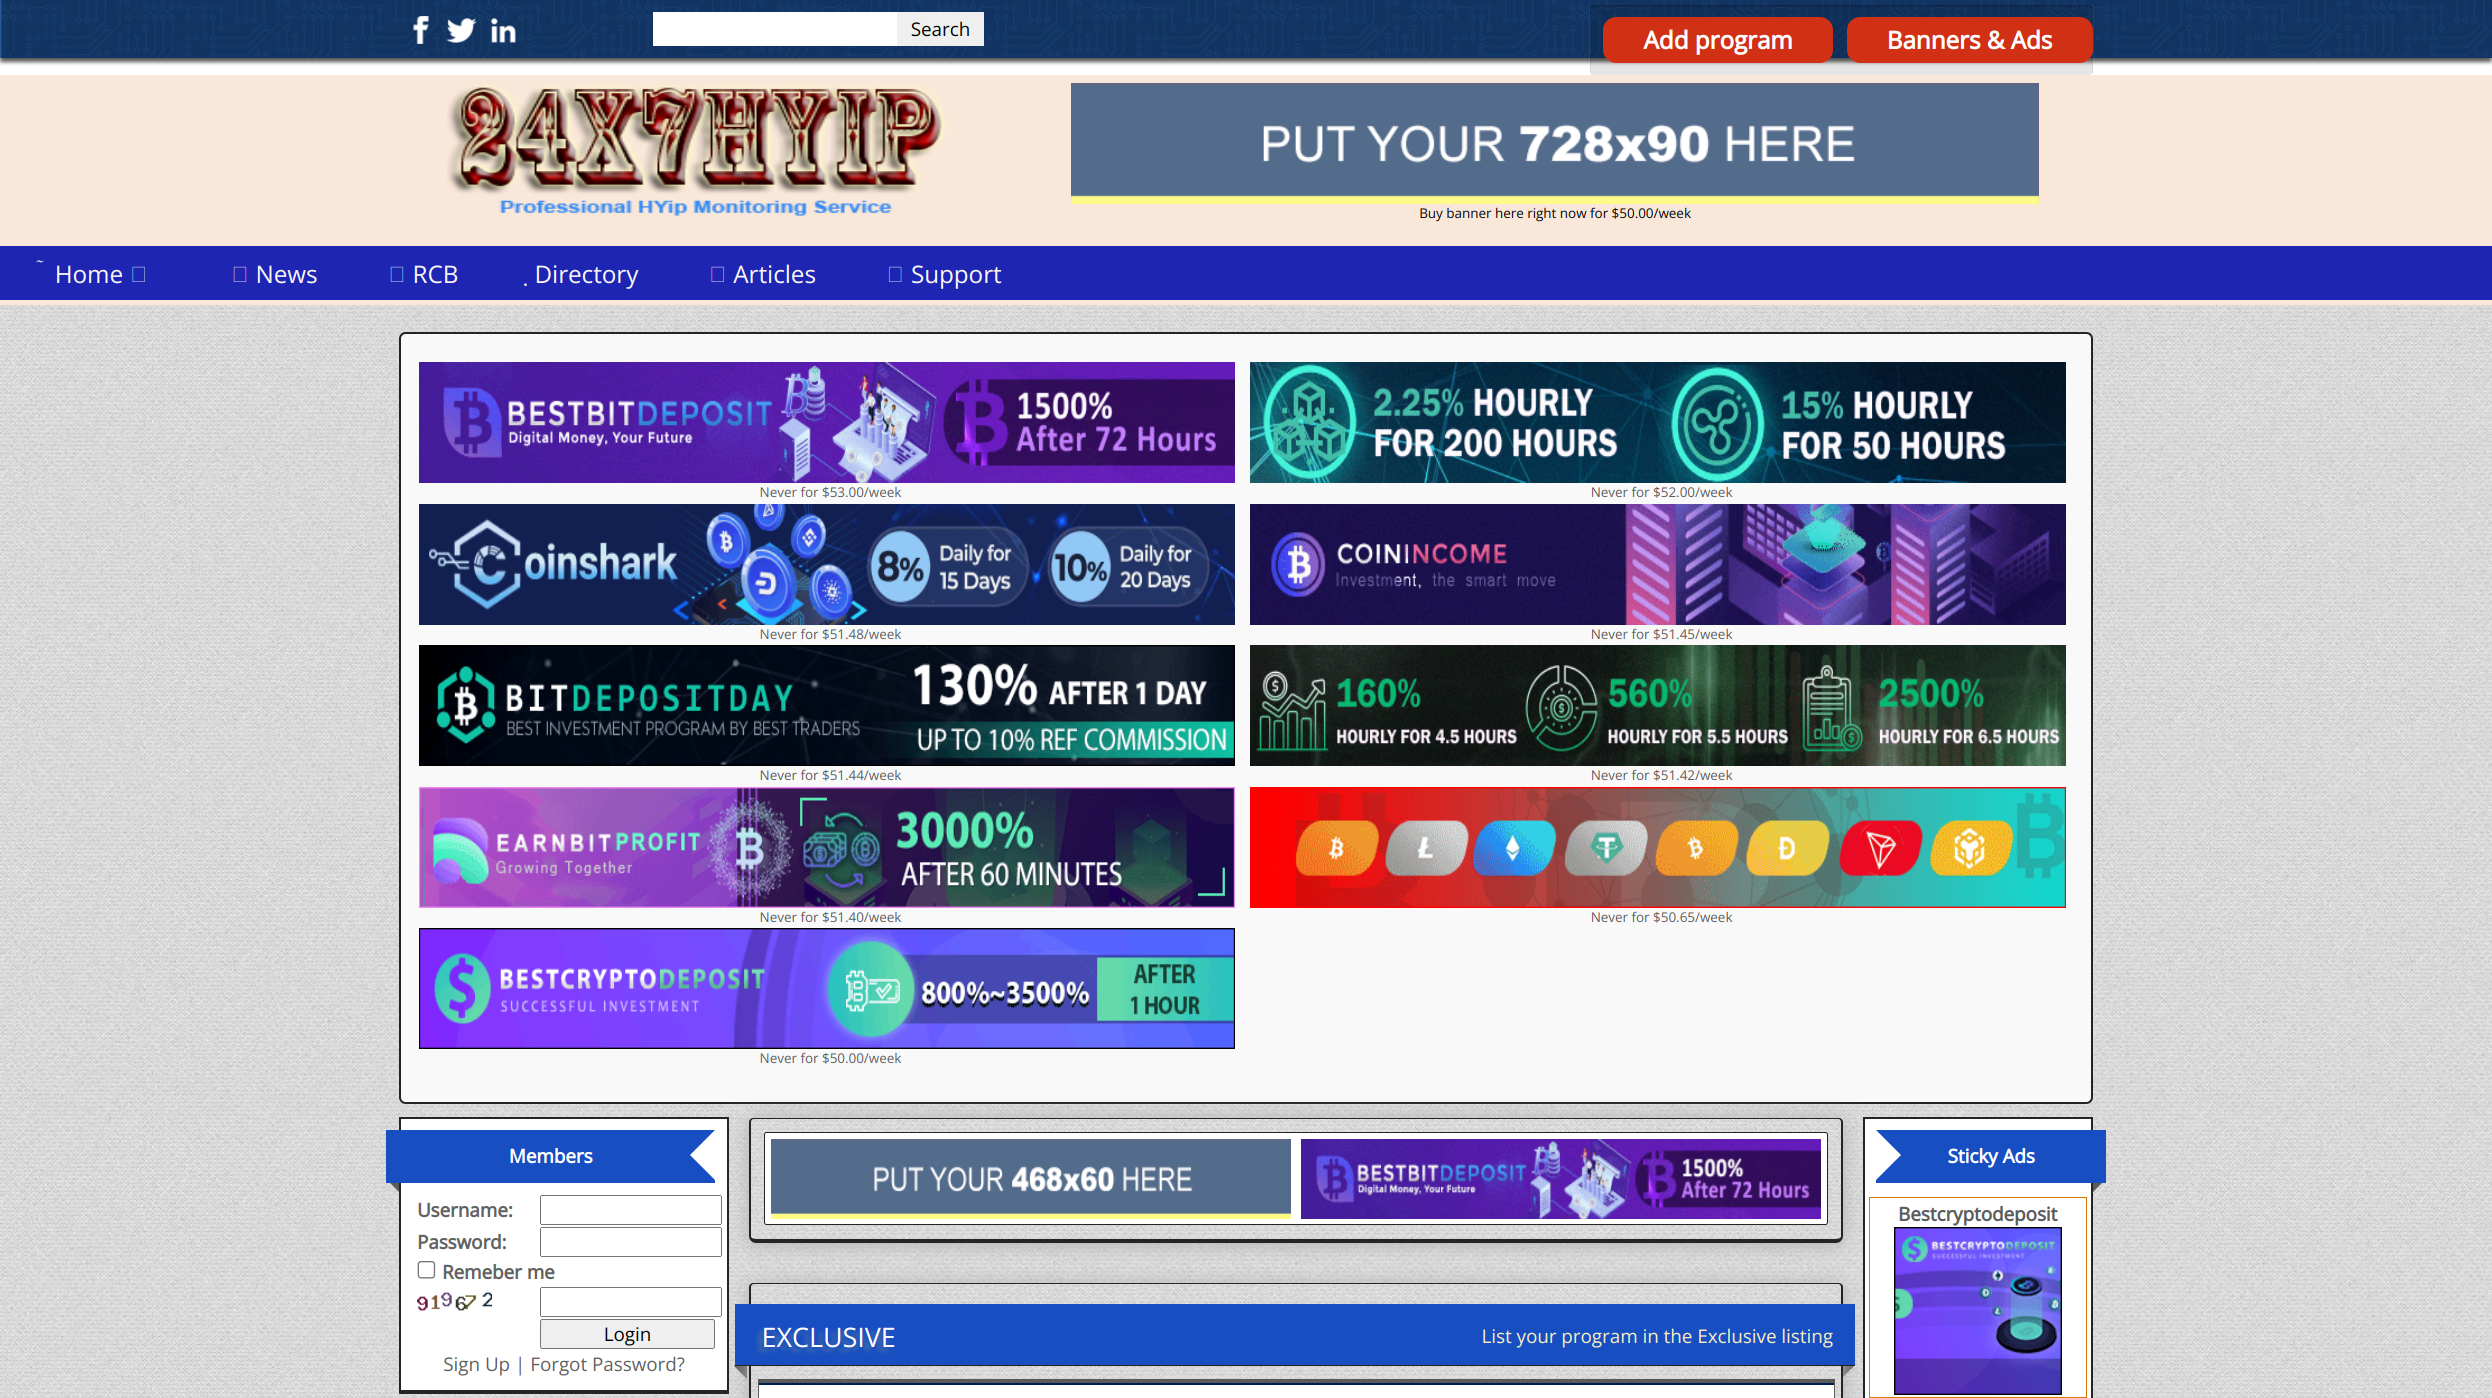 Search
Add program
Banners & Ads
24X7HYIP
Professional HYip Monitoring Service
PUT YOUR 728x90 HERE
Buy banner here right now for $50.00/week
Home
News
RCB
Directory
Articles
Support
BESTBITDEPOSIT
Digital Money, Your Future
1500%
After 72 Hours
Never for $53.00/week
2.25% HOURLY
FOR 200 HOURS
15% HOURLY
FOR 50 HOURS
Never for $52.00/week
Coinshark
8% Daily for
15 Days
10% Daily for
20 Days
Never for $51.48/week
COININCOME
Investment, the smart move
Never for $51.45/week
BITDEPOSITDAY
BEST INVESTMENT PROGRAM BY BEST TRADERS
130% AFTER 1 DAY
UP TO 10% REF COMMISSION
Never for $51.44/week
160%
HOURLY FOR 4.5 HOURS
560%
HOURLY FOR 5.5 HOURS
2500%
HOURLY FOR 6.5 HOURS
Never for $51.42/week
EARNBITPROFIT
Growing Together
3000%
AFTER 60 MINUTES
Never for $51.40/week
Never for $50.65/week
BESTCRYPTODEPOSIT
SUCCESSFUL INVESTMENT
800%~3500%
AFTER
1 HOUR
Never for $50.00/week
Members
Username:
Password:
Remeber me
919672
Login
Sign Up | Forgot Password?
PUT YOUR 468x60 HERE
BESTBITDEPOSIT
Digital Money, Your Future
1500%
After 72 Hours
EXCLUSIVE
List your program in the Exclusive listing
Sticky Ads
Bestcryptodeposit
BESTCRYPTODEPOSIT
SUCCESSFUL INVESTMENT